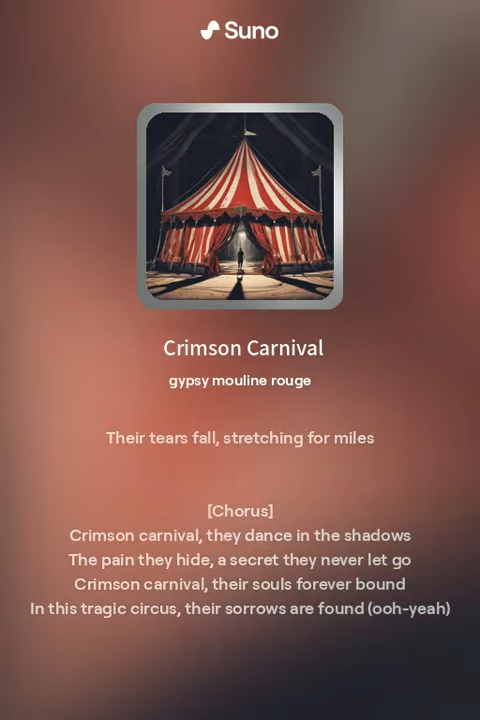 Suno
Crimson Carnival
gypsy mouline rouge
Their tears fall, stretching for miles
[Chorus]
Crimson carnival, they dance in the shadows
The pain they hide, a secret they never let go
Crimson carnival, their souls forever bound
In this tragic circus, their sorrows are found (ooh-yeah)